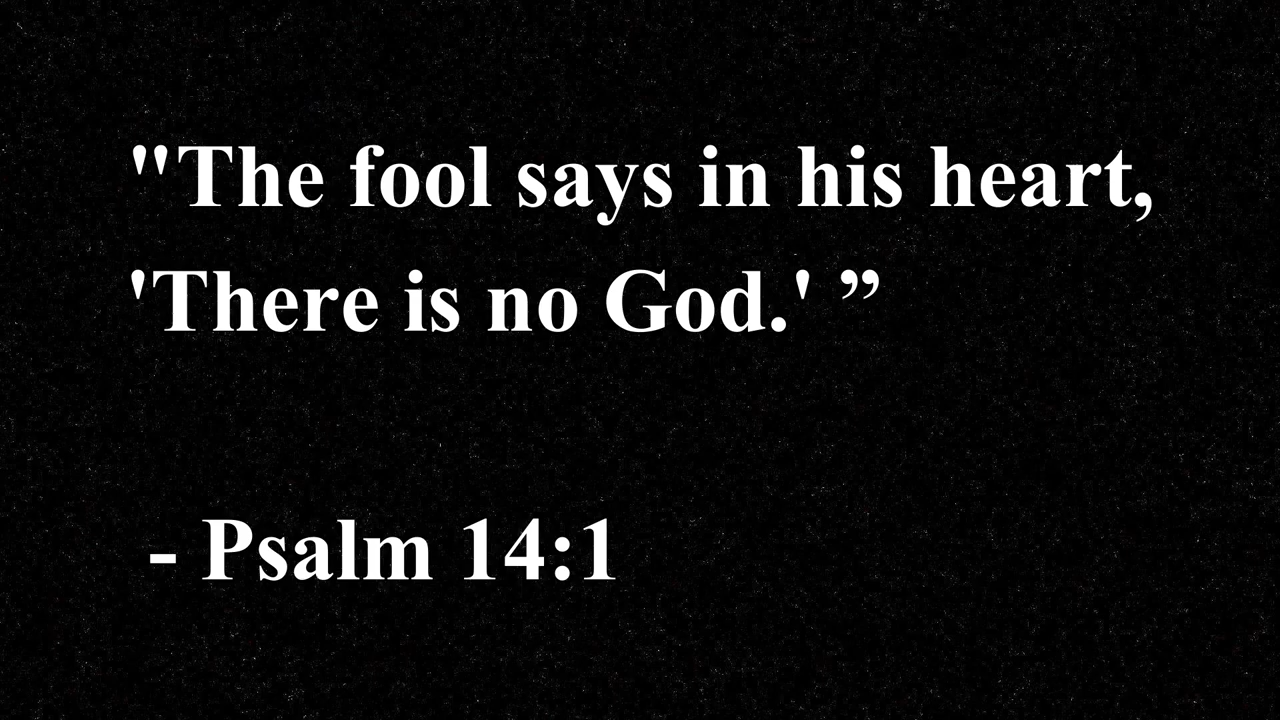 "The fool says in his heart,
'There is no God.' ”
- Psalm 14:1